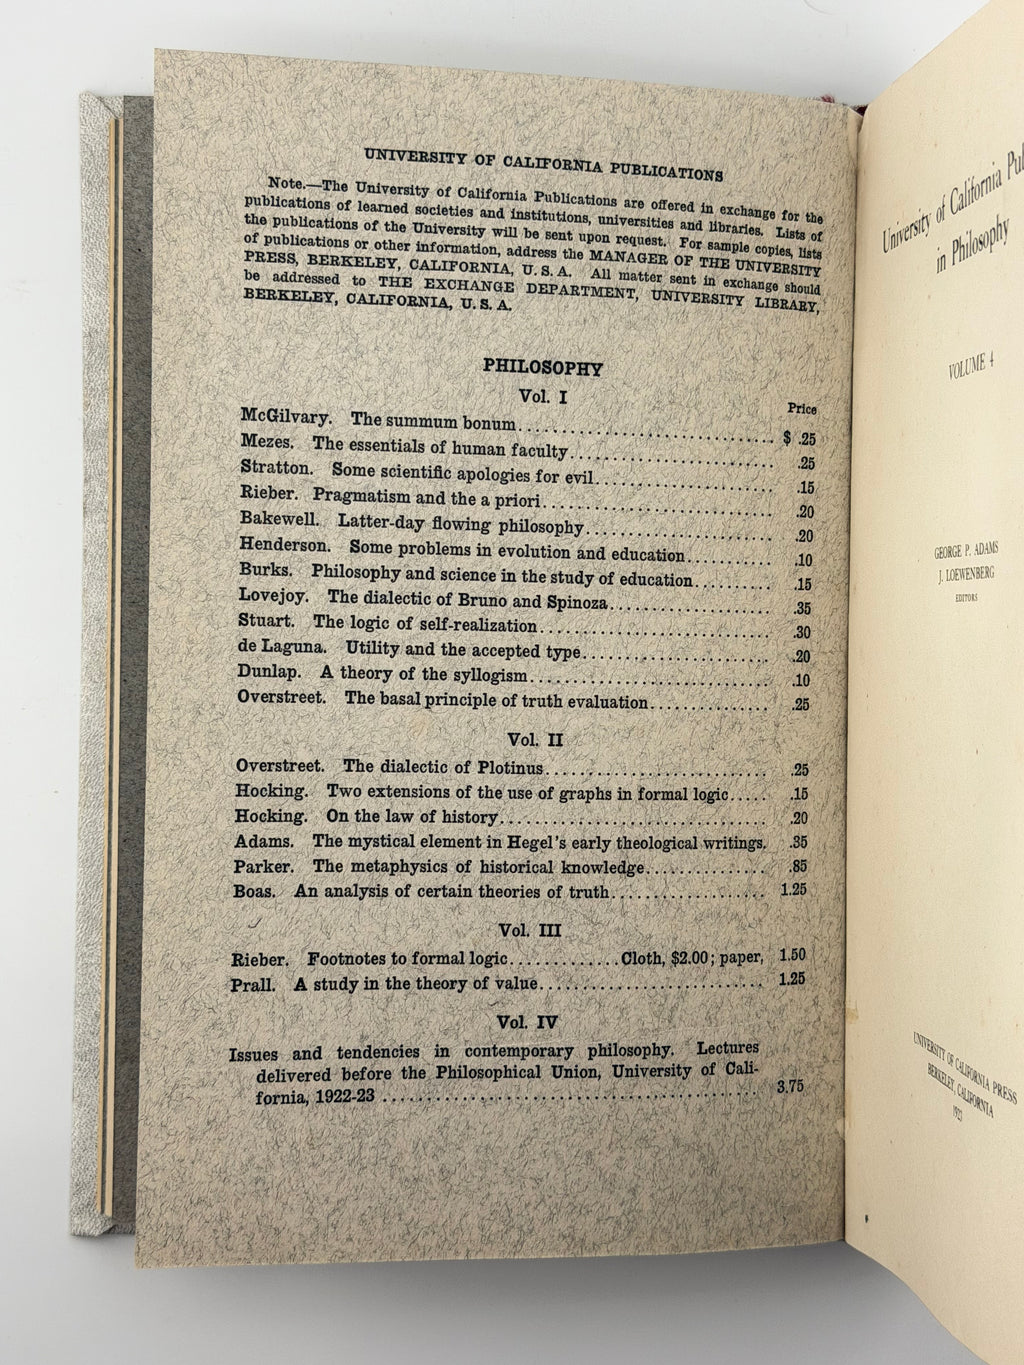 UNIVERSITY OF CALIFORNIA PUBLICATIONS
Note.—The University of California Publications are offered in exchange for the
publications of learned societies and institutions, universities and libraries. Lists of
the publications of the University will be sent upon request. For sample copies, lists
of publications or other information, address the MANAGER OF THE UNIVERSITY
PRESS, BERKELEY, CALIFORNIA, U. S. A. All matter sent in exchange should
be addressed to THE EXCHANGE DEPARTMENT, UNIVERSITY LIBRARY,
BERKELEY, CALIFORNIA, U. S. A.
PHILOSOPHY
Vol. I
Price
McGilvary. The summum bonum.............................. $ .25
Mezes. The essentials of human faculty........................ .25
Stratton. Some scientific apologies for evil..................... .15
Rieber. Pragmatism and the a priori........................... .20
Bakewell. Latter-day flowing philosophy...................... .20
Henderson. Some problems in evolution and education.......... .10
Burks. Philosophy and science in the study of education......... .15
Lovejoy. The dialectic of Bruno and Spinoza................... .35
Stuart. The logic of self-realization........................... .30
de Laguna. Utility and the accepted type...................... .20
Dunlap. A theory of the syllogism............................ .10
Overstreet. The basal principle of truth evaluation.............. .25
Vol. II
Overstreet. The dialectic of Plotinus.......................... .25
Hocking. Two extensions of the use of graphs in formal logic..... .15
Hocking. On the law of history............................... .20
Adams. The mystical element in Hegel's early theological writings. .35
Parker. The metaphysics of historical knowledge............... .85
Boas. An analysis of certain theories of truth................... 1.25
Vol. III
Rieber. Footnotes to formal logic.............Cloth, $2.00; paper, 1.50
Prall. A study in the theory of value.......................... 1.25
Vol. IV
Issues and tendencies in contemporary philosophy. Lectures
delivered before the Philosophical Union, University of Cali-
fornia, 1922-23 ............................................ 3.75
University of California
in Philosophy
VOLUME 4
GEORGE P. ADAMS
J. LOEWENBERG
EDITORS
UNIVERSITY OF CALIFORNIA PRESS
BERKELEY, CALIFORNIA
1923